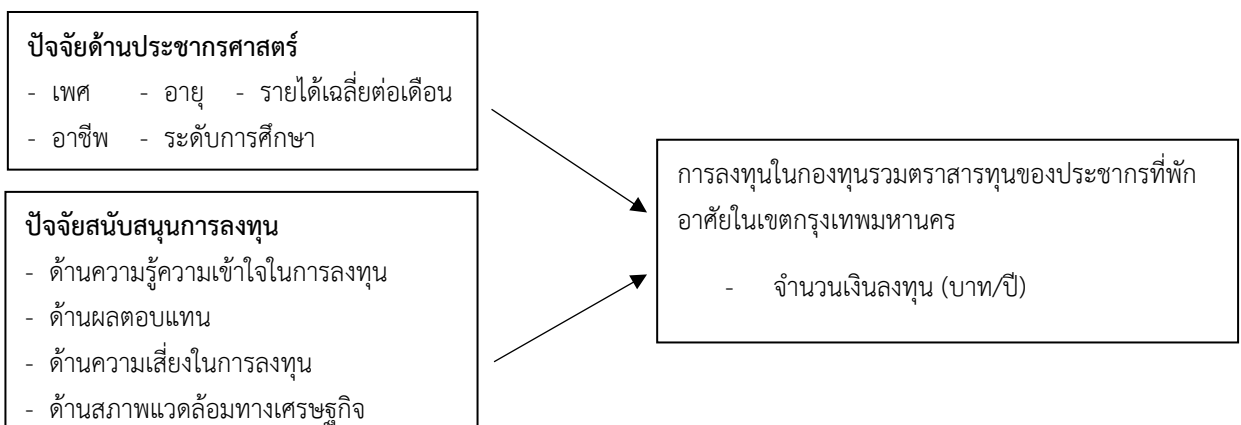 ปัจจัยด้านประชากรศาสตร์
- เพศ - อายุ - รายได้เฉลี่ยต่อเดือน
- อาชีพ - ระดับการศึกษา
ปัจจัยสนับสนุนการลงทุน
- ด้านความรู้ความเข้าใจในการลงทุน
- ด้านผลตอบแทน
- ด้านความเสี่ยงในการลงทุน
- ด้านสภาพแวดล้อมทางเศรษฐกิจ
การลงทุนในกองทุนรวมตราสารทุนของประชากรที่พัก
อาศัยในเขตกรุงเทพมหานคร
- จำนวนเงินลงทุน (บาท/ปี)